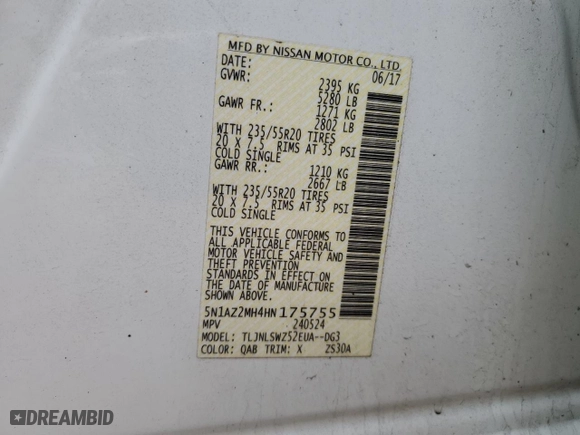 MFD BY NISSAN MOTOR CO., LTD.
DATE: 06/17
GVWR: 2395 KG
5280 LB
GAWR FR.: 1271 KG
2802 LB
WITH 235/55R20 TIRES
20 X 7.5 RIMS AT 35 PSI
COLD SINGLE
GAWR RR.: 1210 KG
2667 LB
WITH 235/55R20 TIRES
20 X 7.5 RIMS AT 35 PSI
COLD SINGLE
THIS VEHICLE CONFORMS TO
ALL APPLICABLE FEDERAL
MOTOR VEHICLE SAFETY AND
THEFT PREVENTION
STANDARDS IN EFFECT ON
THE DATE OF MANUFACTURE
SHOWN ABOVE.
5N1AZ2MH4HN175755
MPV 240524
MODEL: TLJNLSWZ52EUA--DG3
COLOR: QAB TRIM: X 2S30A
DREAMBID